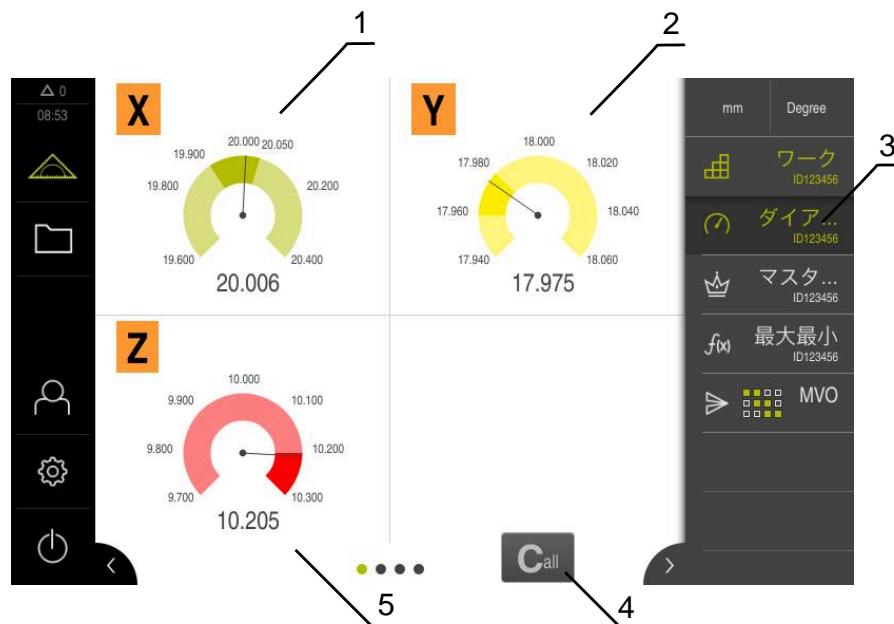 1
2
3
△ 0
08:53
X
20.000
20.050
19.900
19.800
20.200
19.600
20.400
20.006
Y
18.000
17.980
18.020
17.960
18.040
17.940
18.060
17.975
mm
Degree
ワーク
ID123456
ダイア...
ID123456
マスタ...
ID123456
f(x)
最大最小
ID123456
MVO
Z
10.000
9.900
10.100
9.800
10.200
9.700
10.300
10.205
Call
5
4